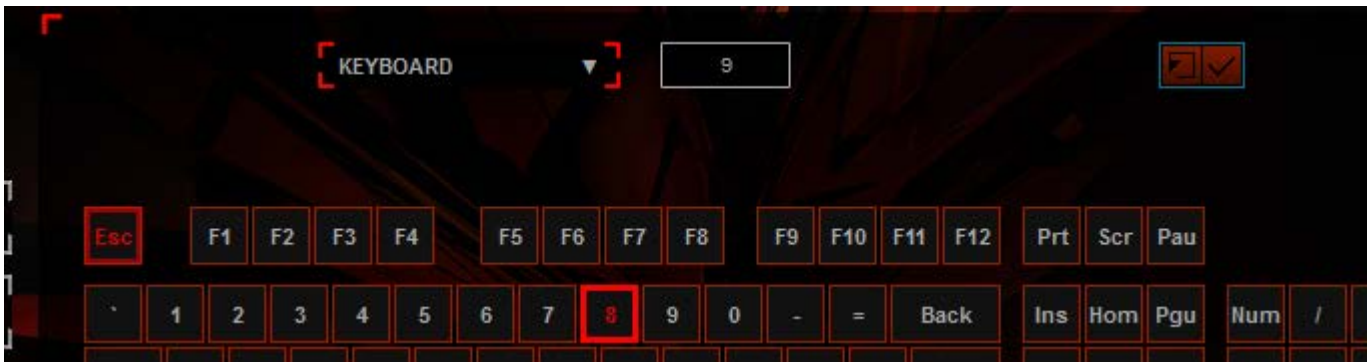 KEYBOARD ▼ 9
Esc F1 F2 F3 F4 F5 F6 F7 F8 F9 F10 F11 F12 Prt Scr Pau
` 1 2 3 4 5 6 7 8 9 0 - = Back Ins Hom Pgu Num /